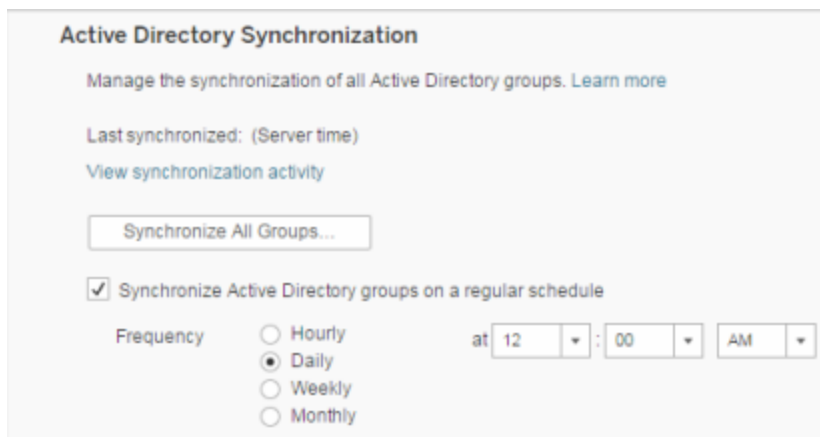 Active Directory Synchronization
Manage the synchronization of all Active Directory groups. Learn more
Last synchronized: (Server time)
View synchronization activity
Synchronize All Groups...
Synchronize Active Directory groups on a regular schedule
Frequency Hourly at 12 : 00 AM
Daily
Weekly
Monthly